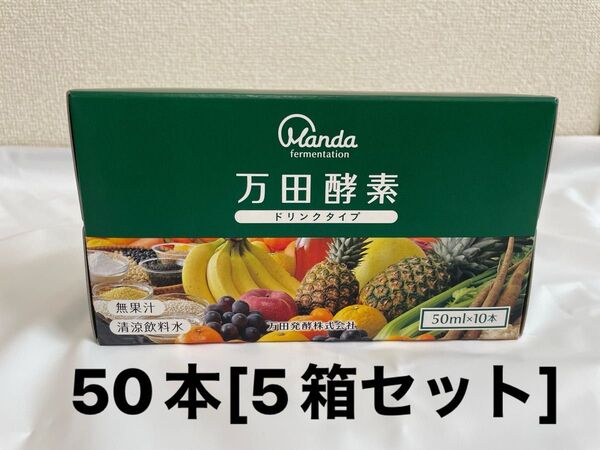 Manda
fermentation
万田酵素
ドリンクタイプ
無果汁
清涼飲料水
万田発酵株式会社
50ml×10本
50本[5箱セット]